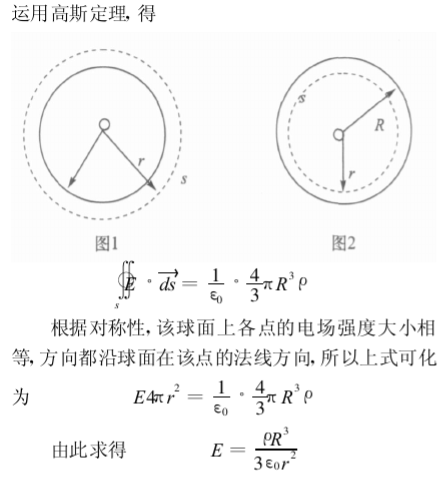 运用高斯定理, 得
r
s
s
R
r
图1
图2
∯ₛ E · ds⃗ = 1/ε₀ · 4/3 πR³ρ
根据对称性, 该球面上各点的电场强度大小相
等, 方向都沿球面在该点的法线方向, 所以上式可化
为 E4πr² = 1/ε₀ · 4/3 π R³ρ
由此求得 E = ρR³/3ε₀r²